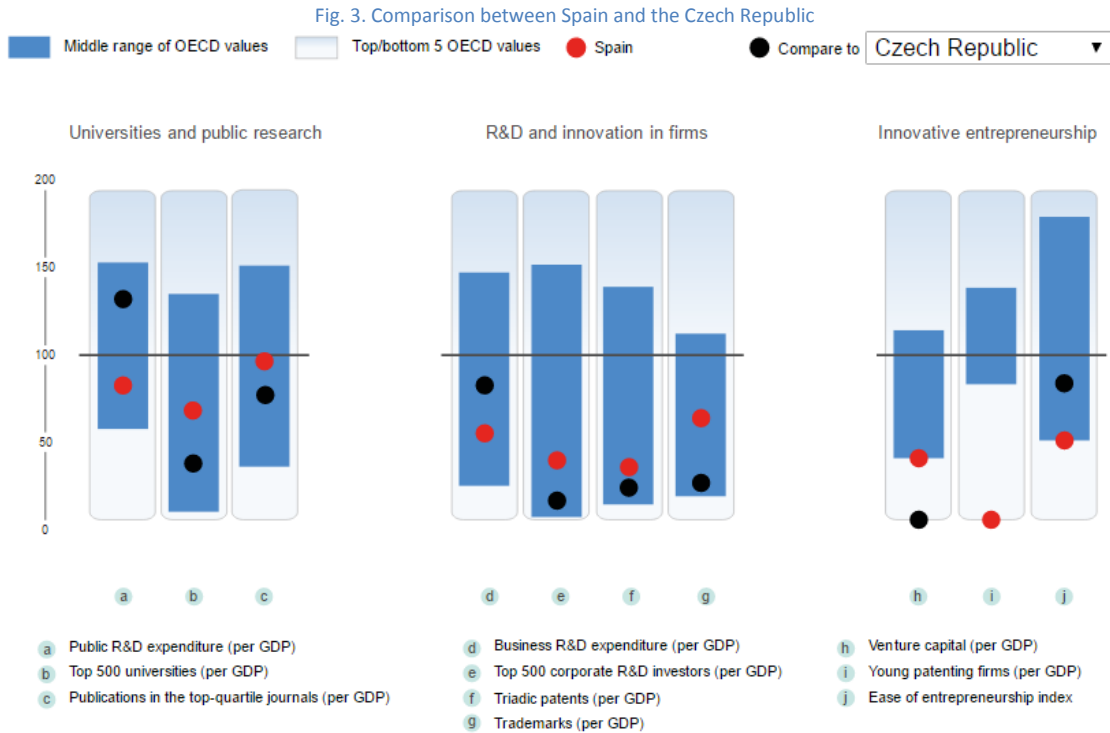 Fig. 3. Comparison between Spain and the Czech Republic
Middle range of OECD values Top/bottom 5 OECD values Spain Compare to Czech Republic ▼
Universities and public research R&D and innovation in firms Innovative entrepreneurship
200
150
100
50
0
a b c d e f g h i j
a Public R&D expenditure (per GDP)
b Top 500 universities (per GDP)
c Publications in the top-quartile journals (per GDP)
d Business R&D expenditure (per GDP)
e Top 500 corporate R&D investors (per GDP)
f Triadic patents (per GDP)
g Trademarks (per GDP)
h Venture capital (per GDP)
i Young patenting firms (per GDP)
j Ease of entrepreneurship index